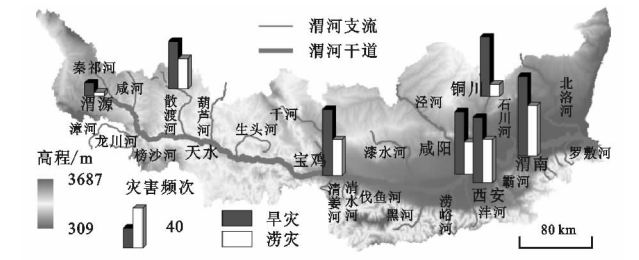 渭河支流
渭河干道
秦祁河
咸河
渭源
漳河
龙川河
榜沙河
散渡河
葫芦河
天水
生头河
千河
宝鸡
清姜河
清水河
伐鱼河
黑河
漆水河
泾河
咸阳
涝峪河
西安
沣河
灞河
铜川
石川河
渭南
北洛河
罗敷河
高程/m
3687
309
灾害频次
40
旱灾
涝灾
80 km